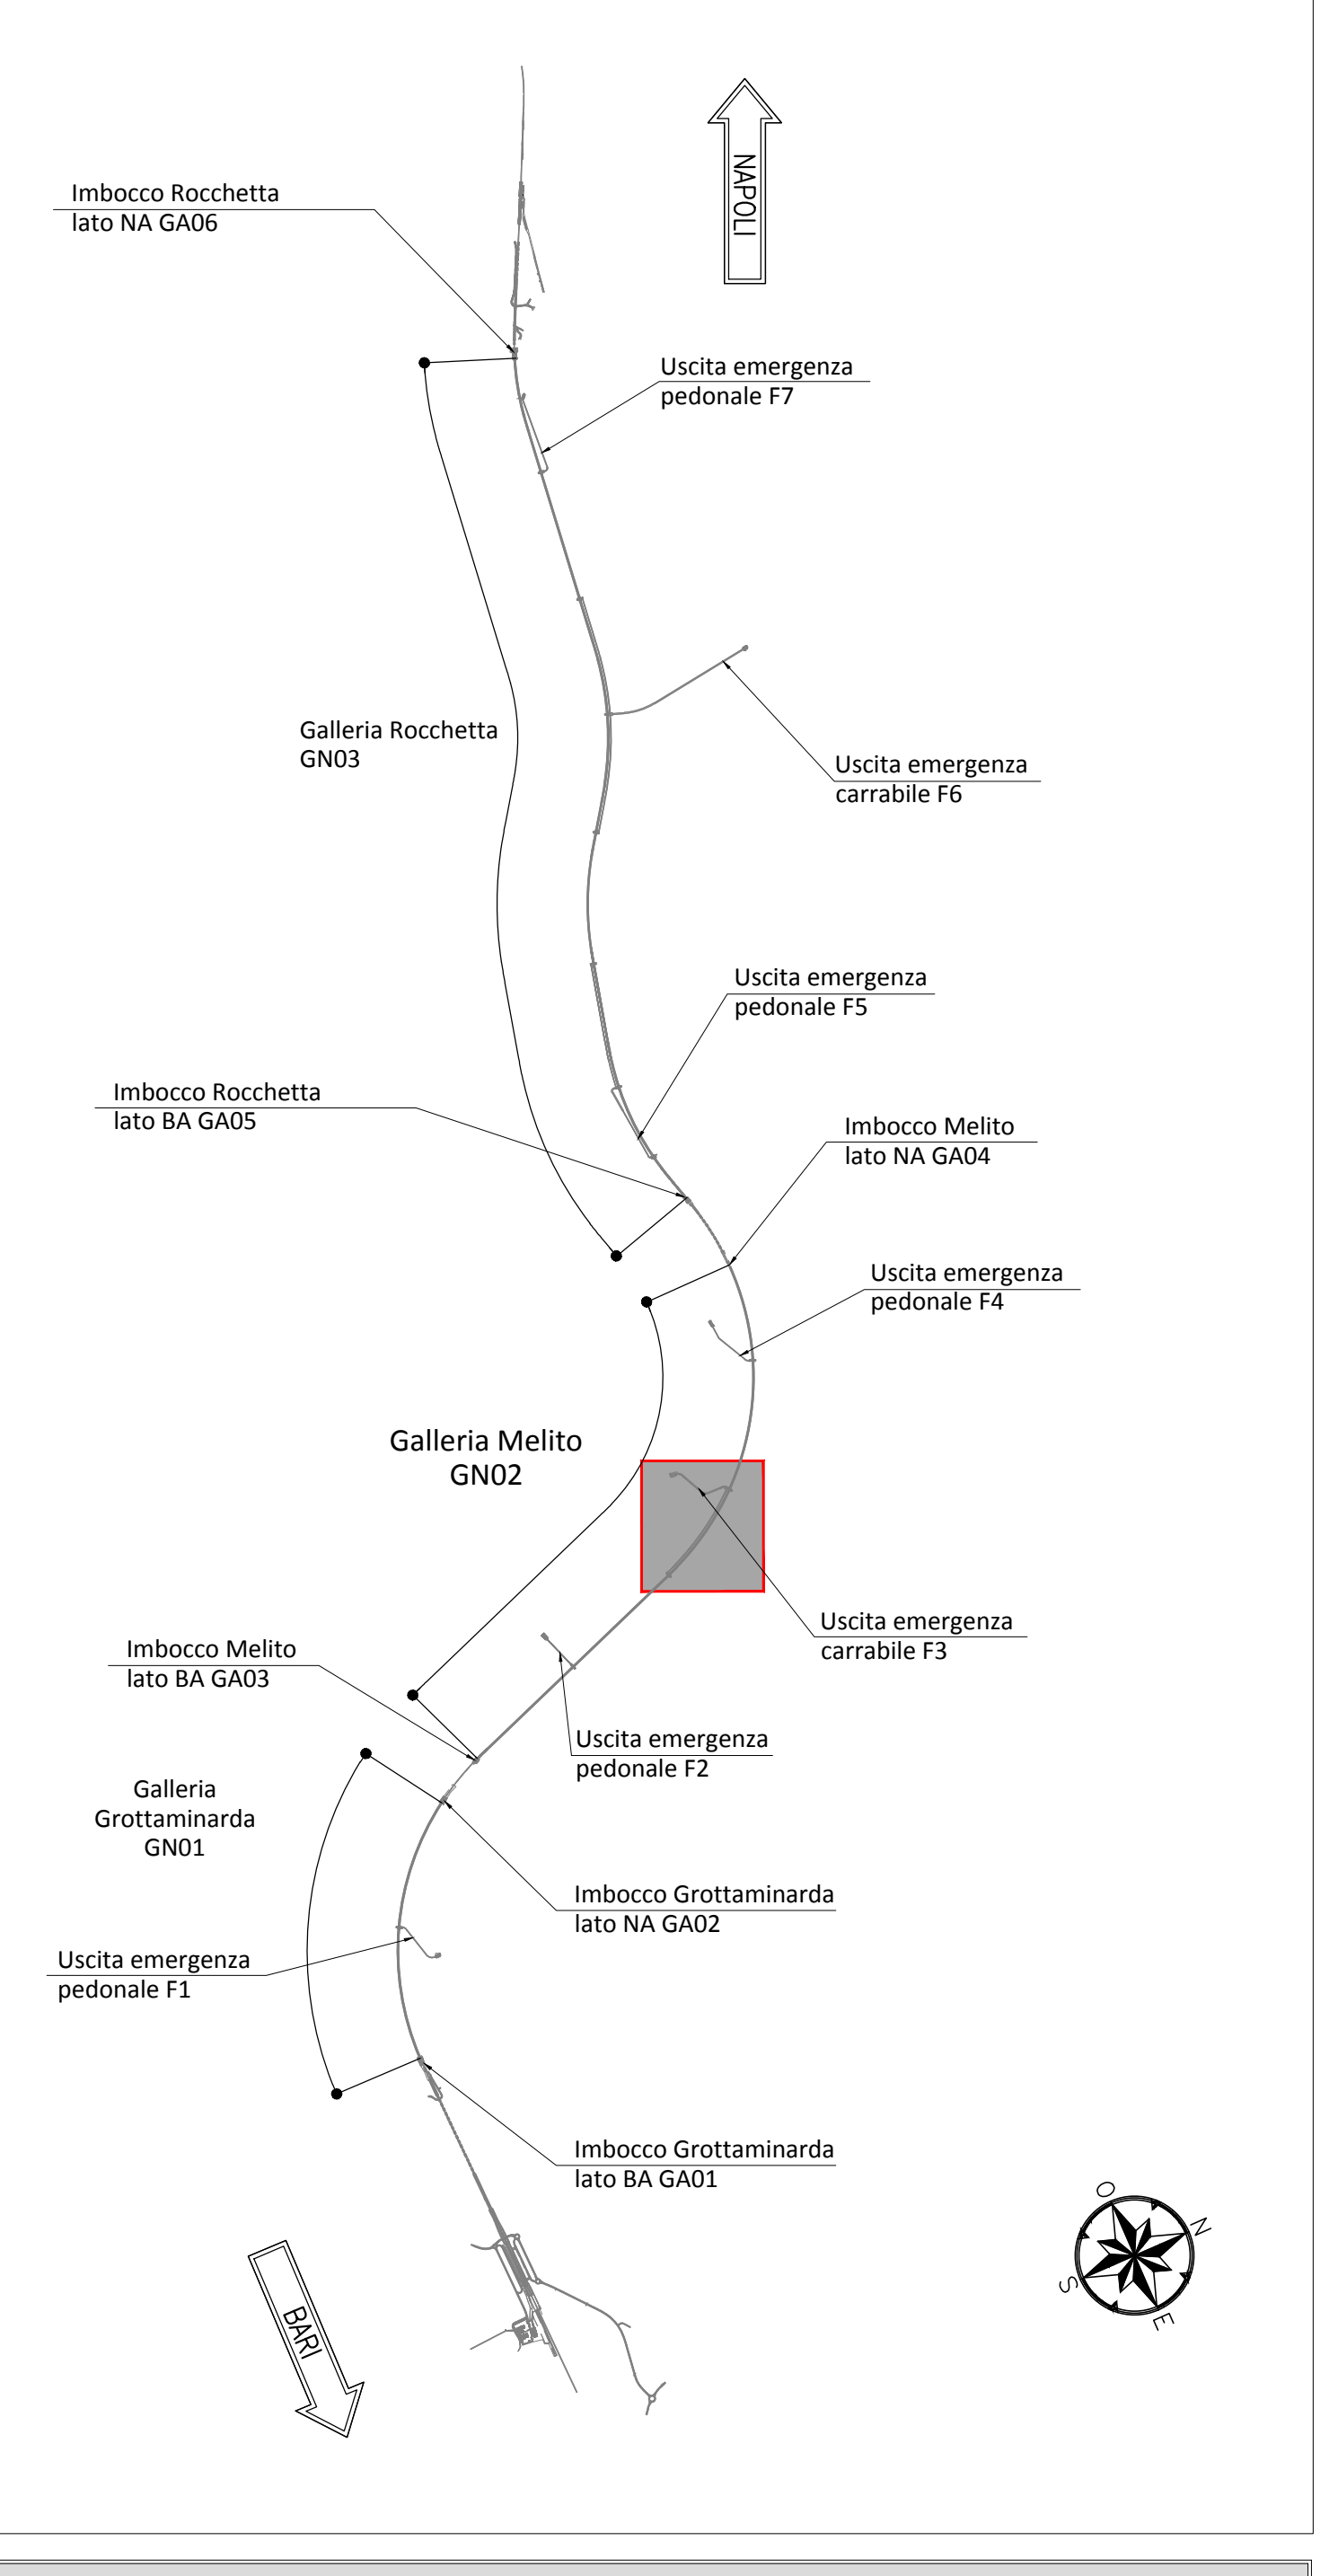 NAPOLI
Imbocco Rocchetta
lato NA GA06
Uscita emergenza
pedonale F7
Galleria Rocchetta
GN03
Uscita emergenza
carrabile F6
Uscita emergenza
pedonale F5
Imbocco Rocchetta
lato BA GA05
Imbocco Melito
lato NA GA04
Uscita emergenza
pedonale F4
Galleria Melito
GN02
Uscita emergenza
carrabile F3
Imbocco Melito
lato BA GA03
Uscita emergenza
pedonale F2
Galleria
Grottaminarda
GN01
Imbocco Grottaminarda
lato NA GA02
Uscita emergenza
pedonale F1
Imbocco Grottaminarda
lato BA GA01
O
N
S
E
BARI